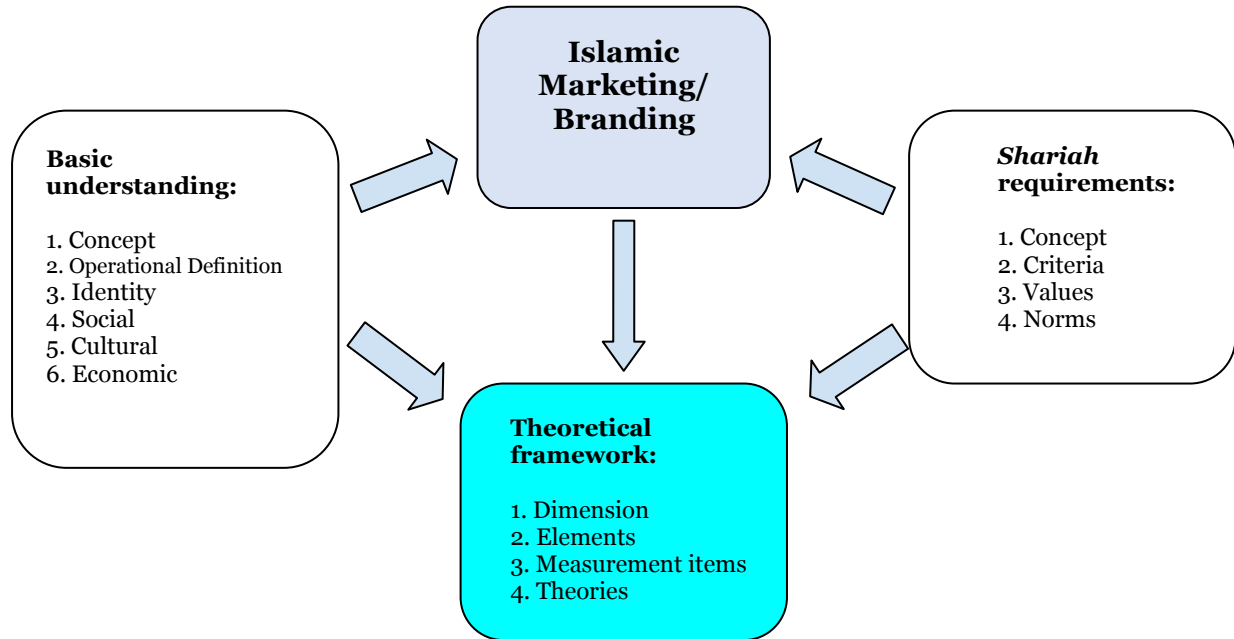 Islamic
Marketing/
Branding
Basic
understanding:
1. Concept
2. Operational Definition
3. Identity
4. Social
5. Cultural
6. Economic
Shariah
requirements:
1. Concept
2. Criteria
3. Values
4. Norms
Theoretical
framework:
1. Dimension
2. Elements
3. Measurement items
4. Theories